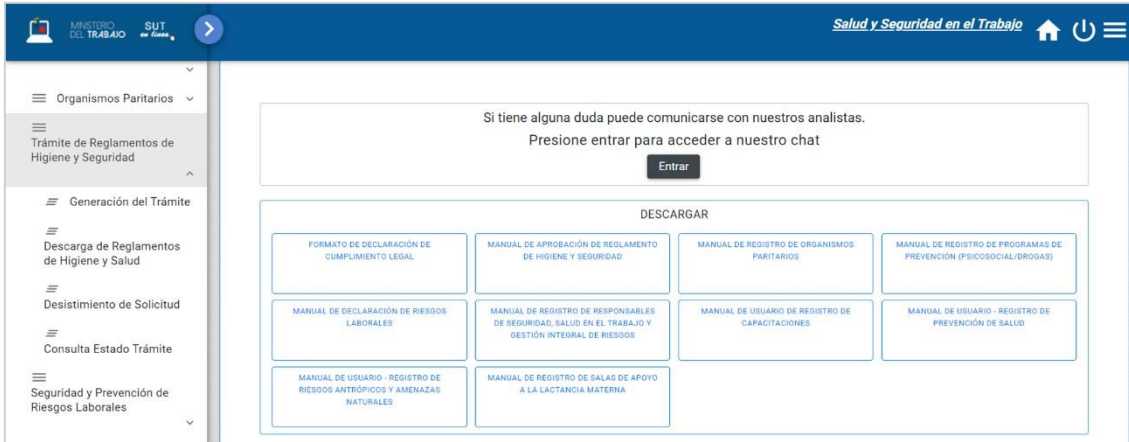 MINISTERIO
DEL TRABAJO
SUT
en línea
Salud y Seguridad en el Trabajo
Organismos Paritarios
Trámite de Reglamentos de
Higiene y Seguridad
Generación del Trámite
Descarga de Reglamentos
de Higiene y Salud
Desistimiento de Solicitud
Consulta Estado Trámite
Seguridad y Prevención de
Riesgos Laborales
Si tiene alguna duda puede comunicarse con nuestros analistas.
Presione entrar para acceder a nuestro chat
Entrar
DESCARGAR
FORMATO DE DECLARACIÓN DE
CUMPLIMIENTO LEGAL
MANUAL DE APROBACIÓN DE REGLAMENTO
DE HIGIENE Y SEGURIDAD
MANUAL DE REGISTRO DE ORGANISMOS
PARITARIOS
MANUAL DE REGISTRO DE PROGRAMAS DE
PREVENCIÓN (PSICOSOCIAL/DROGAS)
MANUAL DE DECLARACIÓN DE RIESGOS
LABORALES
MANUAL DE REGISTRO DE RESPONSABLES
DE SEGURIDAD, SALUD EN EL TRABAJO Y
GESTIÓN INTEGRAL DE RIESGOS
MANUAL DE USUARIO DE REGISTRO DE
CAPACITACIONES
MANUAL DE USUARIO - REGISTRO DE
PREVENCIÓN DE SALUD
MANUAL DE USUARIO - REGISTRO DE
RIESGOS ANTRÓPICOS Y AMENAZAS
NATURALES
MANUAL DE REGISTRO DE SALAS DE APOYO
A LA LACTANCIA MATERNA